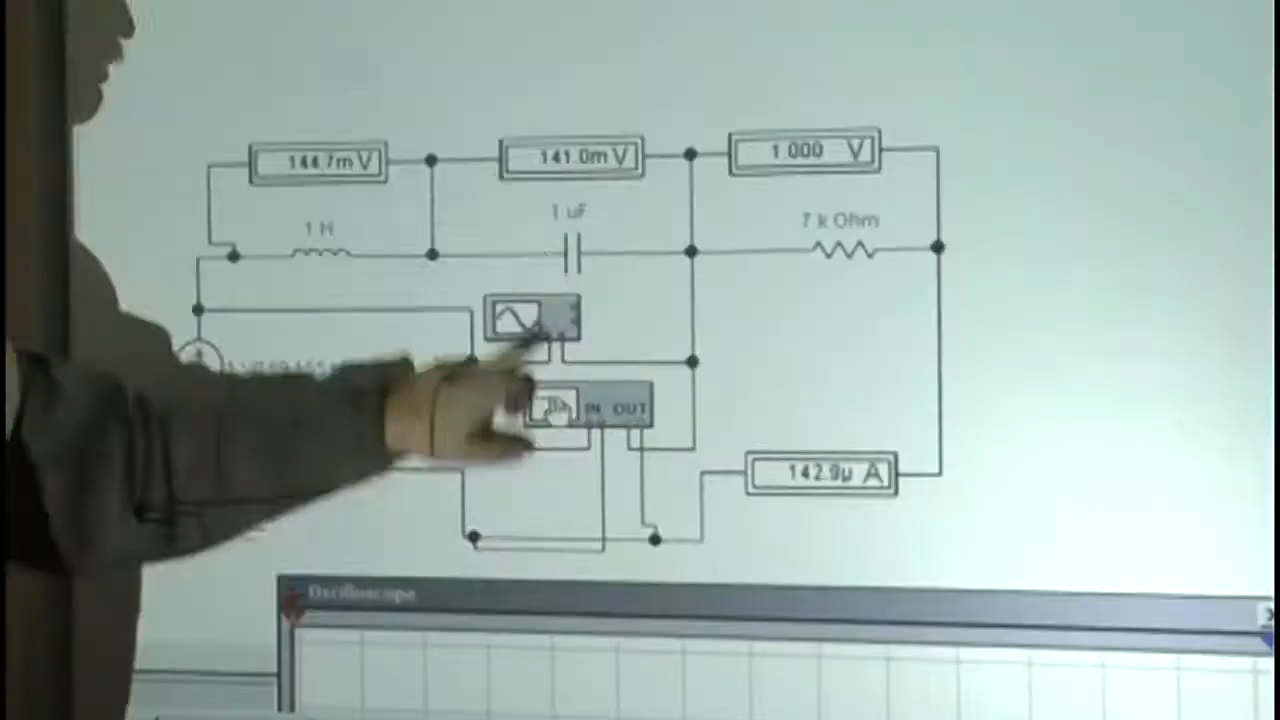 144.7m V
141.0m V
1.000 V
1 H
1 uF
7 k Ohm
IN OUT
142.9µ A
Oscilloscope